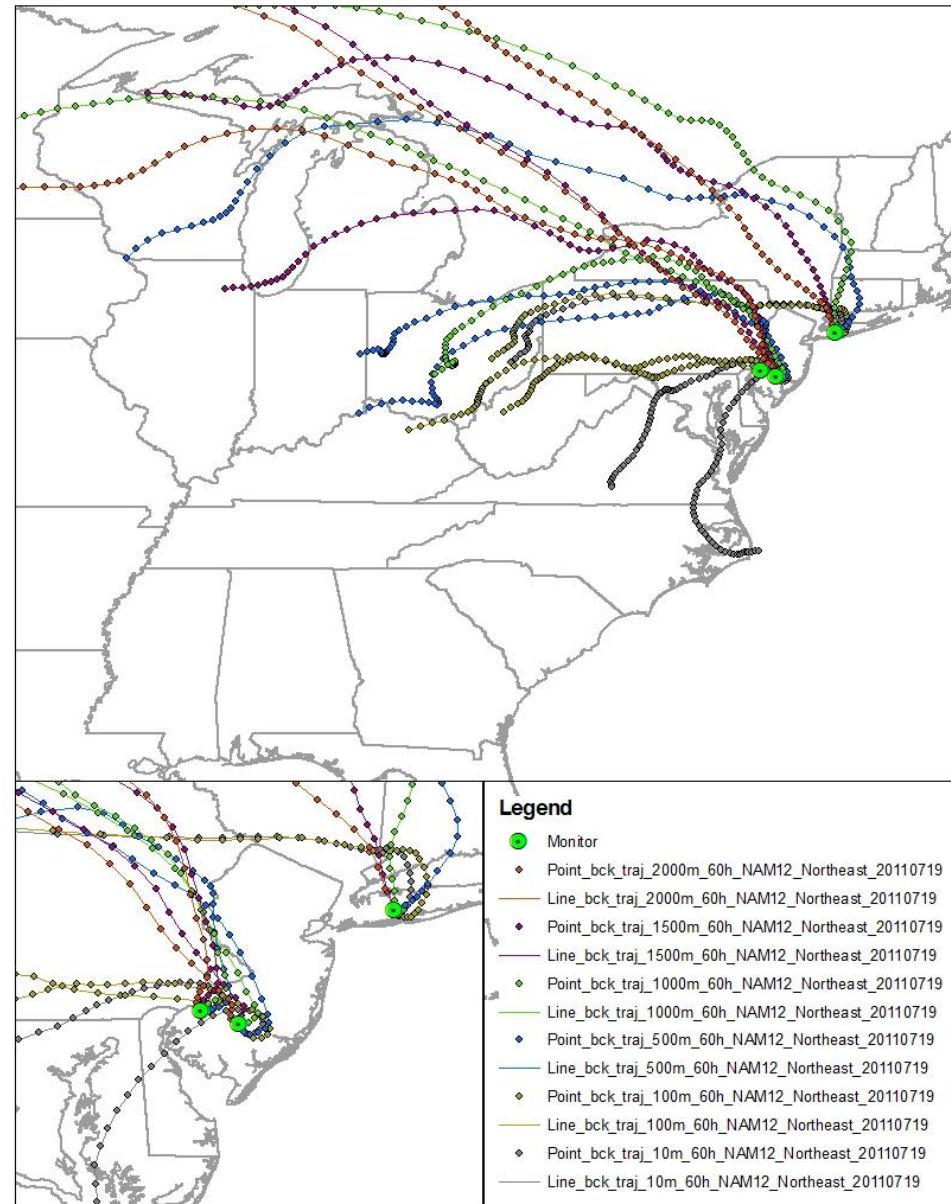 Legend
Monitor
Point_bck_traj_2000m_60h_NAM12_Northeast_20110719
Line_bck_traj_2000m_60h_NAM12_Northeast_20110719
Point_bck_traj_1500m_60h_NAM12_Northeast_20110719
Line_bck_traj_1500m_60h_NAM12_Northeast_20110719
Point_bck_traj_1000m_60h_NAM12_Northeast_20110719
Line_bck_traj_1000m_60h_NAM12_Northeast_20110719
Point_bck_traj_500m_60h_NAM12_Northeast_20110719
Line_bck_traj_500m_60h_NAM12_Northeast_20110719
Point_bck_traj_100m_60h_NAM12_Northeast_20110719
Line_bck_traj_100m_60h_NAM12_Northeast_20110719
Point_bck_traj_10m_60h_NAM12_Northeast_20110719
Line_bck_traj_10m_60h_NAM12_Northeast_20110719